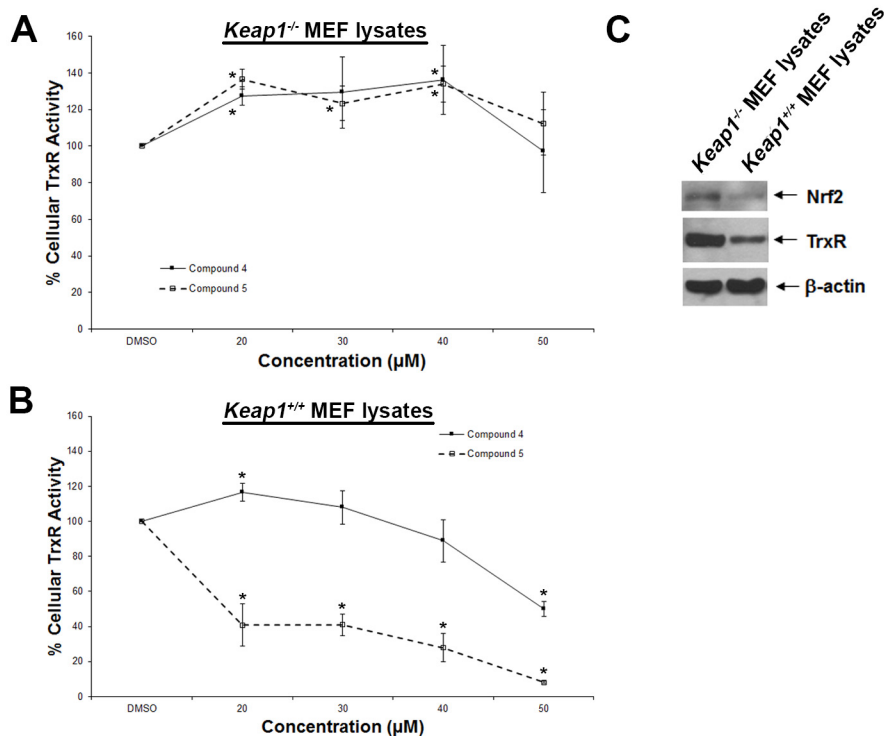 A
Keap1-/- MEF lysates
160
140
120
100
80
60
40
20
0
% Cellular TrxR Activity
* * * * *
Compound 4
Compound 5
DMSO 20 30 40 50
Concentration (µM)
B
Keap1+/+ MEF lysates
160
140
120
100
80
60
40
20
0
% Cellular TrxR Activity
Compound 4
Compound 5
* * * * * *
DMSO 20 30 40 50
Concentration (µM)
C
Keap1-/- MEF lysates
Keap1+/+ MEF lysates
Nrf2
TrxR
β-actin